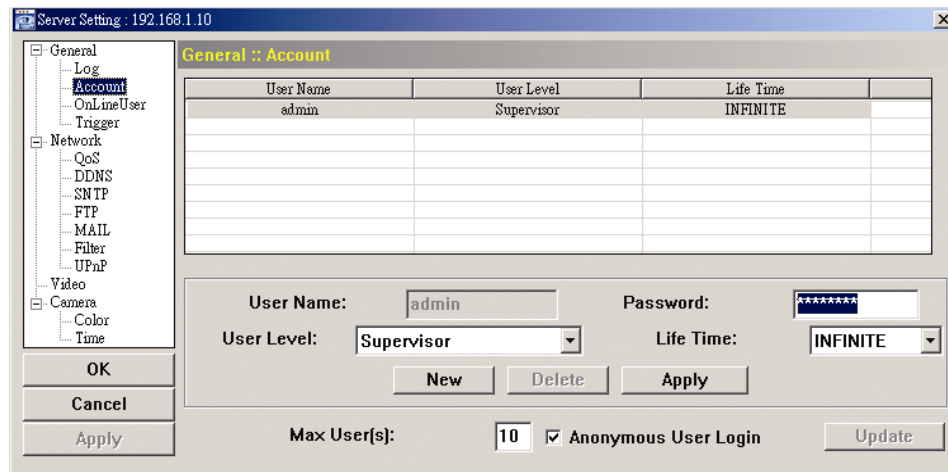 Server Setting : 192.168.1.10
General
Log
Account
OnLineUser
Trigger
Network
QoS
DDNS
SNTP
FTP
MAIL
Filter
UPnP
Video
Camera
Color
Time
OK
Cancel
Apply
General :: Account
User Name User Level Life Time
admin Supervisor INFINITE
User Name: admin Password: ********
User Level: Supervisor Life Time: INFINITE
New Delete Apply
Max User(s): 10 Anonymous User Login Update